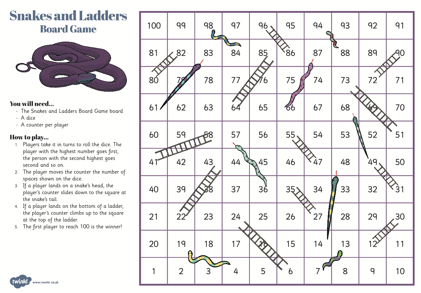 Snakes and Ladders
Board Game
You will need...
- The Snakes and Ladders Board Game board
- A dice
- A counter per player
How to play...
1. Players take it in turns to roll the dice. The
player with the highest number goes first,
the person with the second highest goes
second and so on.
2. The player moves the counter the number of
spaces shown on the dice.
3. If a player lands on a snake's head, the
player's counter slides down to the square at
the snake's tail.
4. If a player lands on the bottom of a ladder,
the player's counter climbs up to the square
at the top of the ladder.
5. The first player to reach 100 is the winner!
twinkl
100 99 98 97 96 95 94 93 92 91
81 82 83 84 85 86 87 88 89 90
80 79 78 77 76 75 74 73 72 71
61 62 63 64 65 66 67 68 69 70
60 59 58 57 56 55 54 53 52 51
41 42 43 44 45 46 47 48 49 50
40 39 38 37 36 35 34 33 32 31
21 22 23 24 25 26 27 28 29 30
20 19 18 17 16 15 14 13 12 11
1 2 3 4 5 6 7 8 9 10